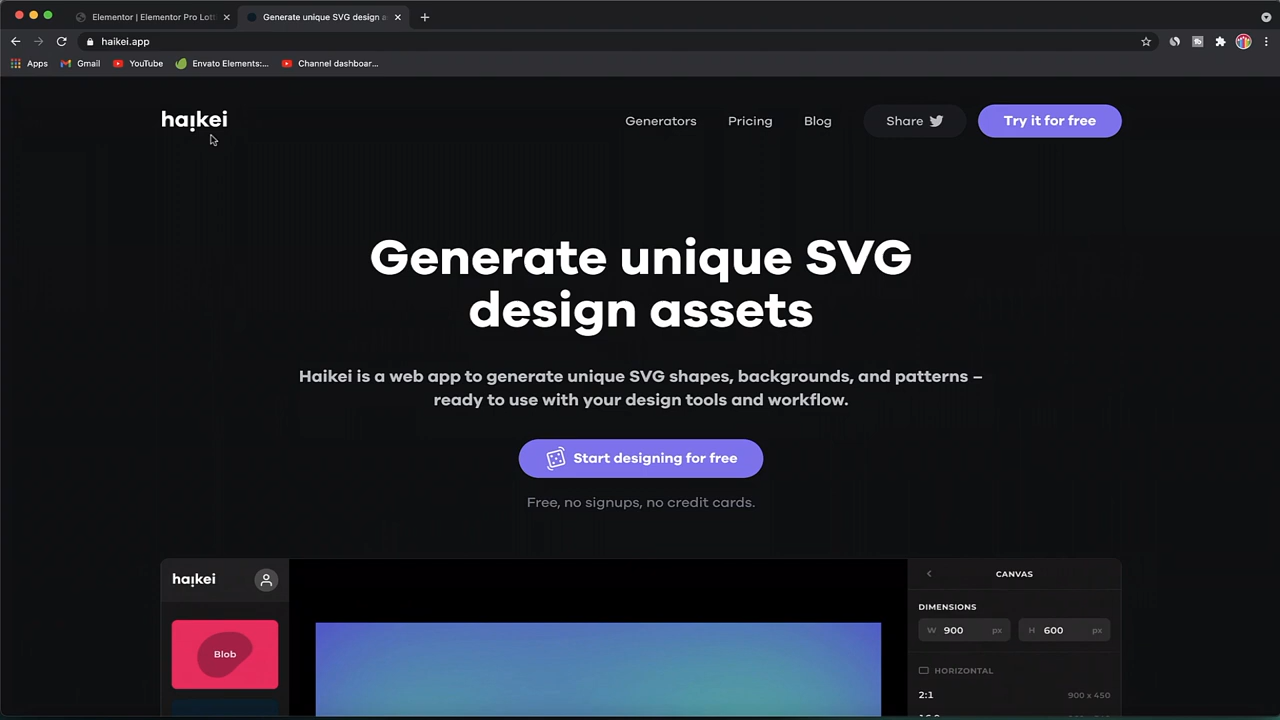 Elementor | Elementor Pro Lott
Generate unique SVG design a
haikei.app
Apps
Gmail
YouTube
Envato Elements:...
Channel dashboar...
haikei
Generators
Pricing
Blog
Share
Try it for free
Generate unique SVG
design assets
Haikei is a web app to generate unique SVG shapes, backgrounds, and patterns –
ready to use with your design tools and workflow.
Start designing for free
Free, no signups, no credit cards.
haikei
CANVAS
DIMENSIONS
W 900 px
H 600 px
Blob
HORIZONTAL
2:1
900 x 450